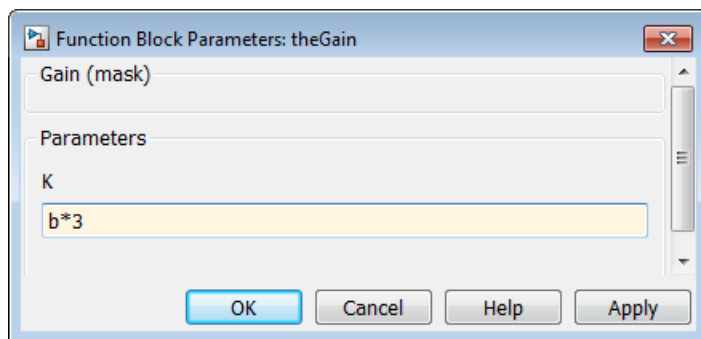 Function Block Parameters: theGain
Gain (mask)
Parameters
K
b*3
OK Cancel Help Apply